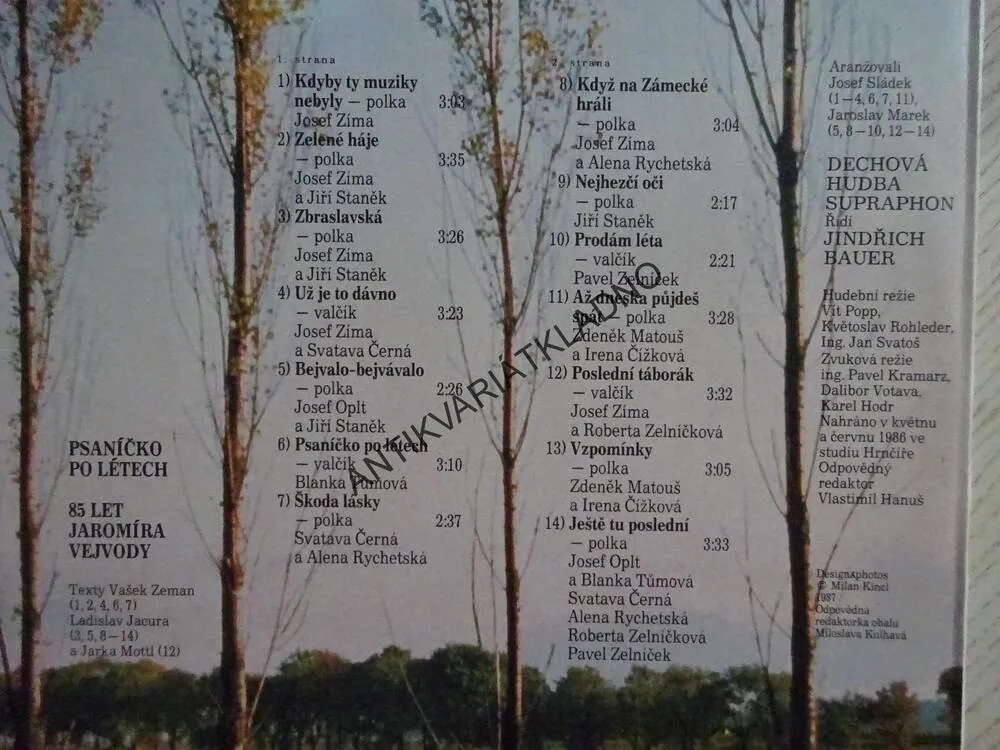 PSANÍČKO
PO LÉTECH
85 LET
JAROMÍRA
VEJVODY
Texty Vašek Zeman
(1, 2, 4, 6, 7)
Ladislav Jacura
(3, 5, 8—14)
a Jarka Mottl (12)
1. strana
1) Kdyby ty muziky
nebyly — polka 3:03
Josef Zíma
2) Zelené háje
— polka 3:35
Josef Zíma
a Jiří Staněk
3) Zbraslavská
— polka 3:26
Josef Zíma
a Jiří Staněk
4) Už je to dávno
— valčík 3:23
Josef Zíma
a Svatava Černá
5) Bejvalo-bejvávalo
— polka 2:26
Josef Oplt
a Jiří Staněk
6) Psaníčko po létech
— valčík 3:10
Blanka Tůmová
7) Škoda lásky
— polka 2:37
Svatava Černá
a Alena Rychetská
2. strana
8) Když na Zámecké
hráli
— polka 3:04
Josef Zíma
a Alena Rychetská
9) Nejhezčí oči
— polka 2:17
Jiří Staněk
10) Prodám léta
— valčík 2:21
Pavel Zelníček
11) Až dneska půjdeš
spát — polka 3:28
Zdeněk Matouš
a Irena Čížková
12) Poslední táborák
— valčík 3:32
Josef Zíma
a Roberta Zelníčková
13) Vzpomínky
— polka 3:05
Zdeněk Matouš
a Irena Čížková
14) Ještě tu poslední
— polka 3:33
Josef Oplt
a Blanka Tůmová
Svatava Černá
Alena Rychetská
Roberta Zelníčková
Pavel Zelníček
Aranžovali
Josef Sládek
(1—4, 6, 7, 11),
Jaroslav Marek
(5, 8—10, 12—14)
DECHOVÁ
HUDBA
SUPRAPHON
Řídí
JINDŘICH
BAUER
Hudební režie
Vít Popp,
Květoslav Rohleder,
Ing. Jan Svatoš
Zvuková režie
ing. Pavel Kramarz,
Dalibor Votava,
Karel Hodr
Nahráno v květnu
a červnu 1986 ve
studiu Hrnčíře
Odpovědný
redaktor
Vlastimil Hanuš
Design&photos
© Milan Kincl
1987
Odpovědná
redaktorka obalu
Miloslava Kulhavá
ANTIKVARIÁTKLADNO